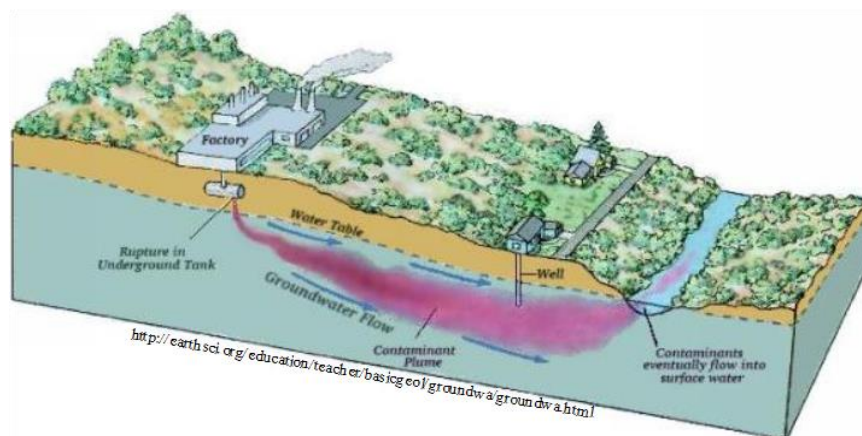 Factory
Water Table
Rupture in
Underground Tank
Well
Groundwater Flow
Contaminant
Plume
Contaminants
eventually flow into
surface water
http://earthsci.org/education/teacher/basicgeol/groundwa/groundwa.html